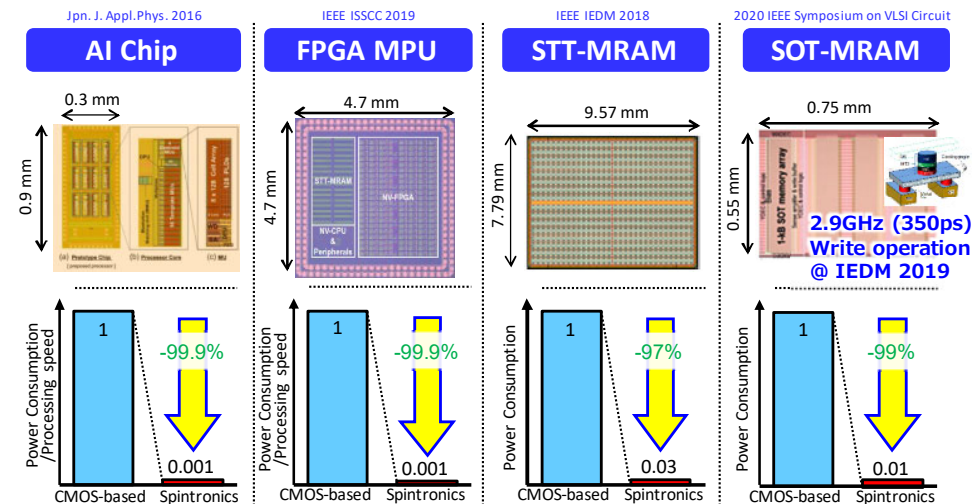 Jpn. J. Appl.Phys. 2016
AI Chip
0.3 mm
0.9 mm
(a) Prototype Chip
(b) Processor Core
(c) MU
Power Consumption
/Processing speed
1
-99.9%
0.001
CMOS-based Spintronics
IEEE ISSCC 2019
FPGA MPU
4.7 mm
4.7 mm
STT-MRAM
NV-FPGA
NV-CPU
&
Peripherals
Power Consumption
/Processing speed
1
-99.9%
0.001
CMOS-based Spintronics
IEEE IEDM 2018
STT-MRAM
9.57 mm
7.79 mm
Power Consumption
1
-97%
0.03
CMOS-based Spintronics
2020 IEEE Symposium on VLSI Circuit
SOT-MRAM
0.75 mm
0.55 mm
1-kB SOT memory array
2.9GHz (350ps)
Write operation
@ IEDM 2019
Power Consumption
1
-99%
0.01
CMOS-based Spintronics